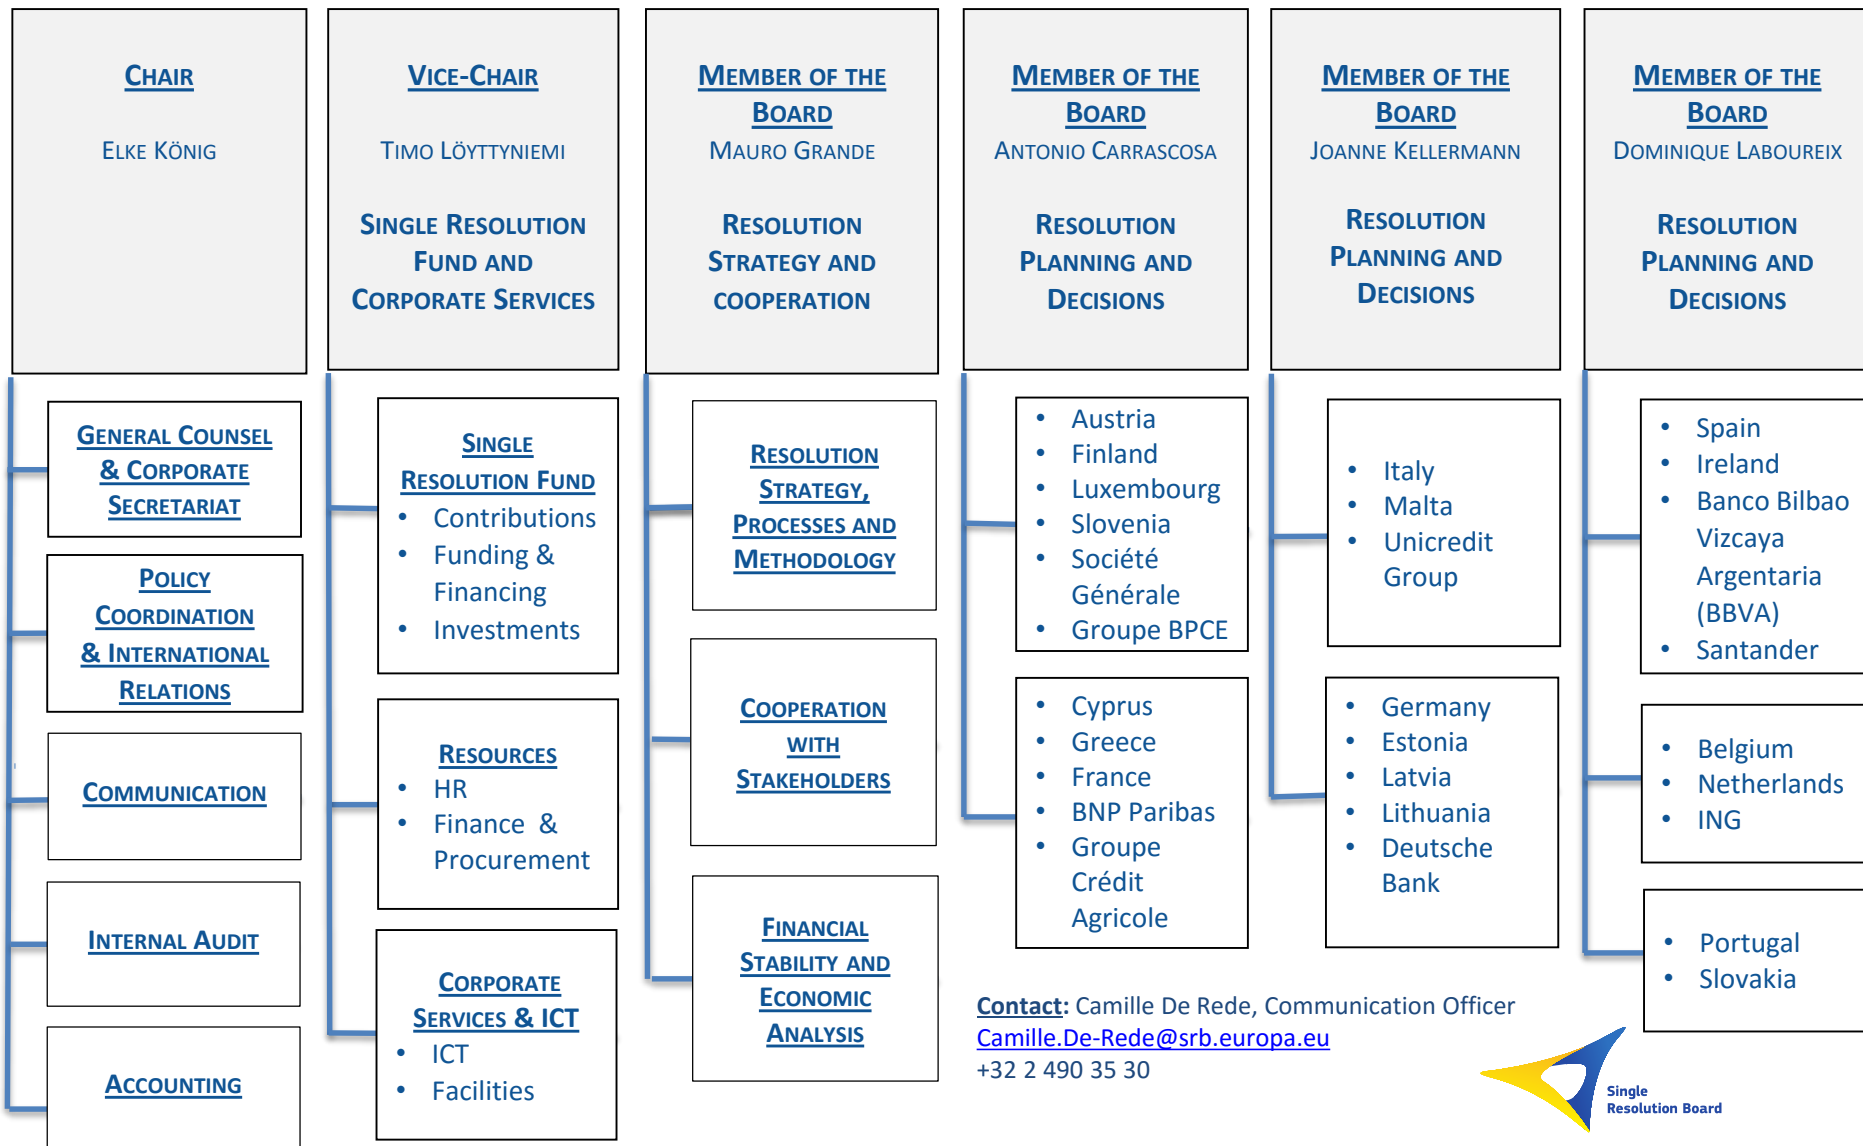 CHAIR
ELKE KÖNIG
GENERAL COUNSEL
& CORPORATE
SECRETARIAT
POLICY
COORDINATION
& INTERNATIONAL
RELATIONS
COMMUNICATION
INTERNAL AUDIT
ACCOUNTING
VICE-CHAIR
TIMO LÖYTTYNIEMI
SINGLE RESOLUTION
FUND AND
CORPORATE SERVICES
SINGLE
RESOLUTION FUND
• Contributions
• Funding &
Financing
• Investments
RESOURCES
• HR
• Finance & 
Procurement
CORPORATE
SERVICES & ICT
• ICT
• Facilities
MEMBER OF THE
BOARD
MAURO GRANDE
RESOLUTION
STRATEGY AND
COOPERATION
RESOLUTION
STRATEGY,
PROCESSES AND
METHODOLOGY
COOPERATION
WITH
STAKEHOLDERS
FINANCIAL
STABILITY AND
ECONOMIC
ANALYSIS
MEMBER OF THE
BOARD
ANTONIO CARRASCOSA
RESOLUTION
PLANNING AND
DECISIONS
• Austria
• Finland
• Luxembourg
• Slovenia
• Société
Générale
• Groupe BPCE
• Cyprus
• Greece
• France
• BNP Paribas
• Groupe
Crédit
Agricole
MEMBER OF THE
BOARD
JOANNE KELLERMANN
RESOLUTION
PLANNING AND
DECISIONS
• Italy
• Malta
• Unicredit
Group
• Germany
• Estonia
• Latvia
• Lithuania
• Deutsche
Bank
MEMBER OF THE
BOARD
DOMINIQUE LABOUREIX
RESOLUTION
PLANNING AND
DECISIONS
• Spain
• Ireland
• Banco Bilbao
Vizcaya
Argentaria
(BBVA)
• Santander
• Belgium
• Netherlands
• ING
• Portugal
• Slovakia
Contact: Camille De Rede, Communication Officer
Camille.De-Rede@srb.europa.eu
+32 2 490 35 30
Single
Resolution Board